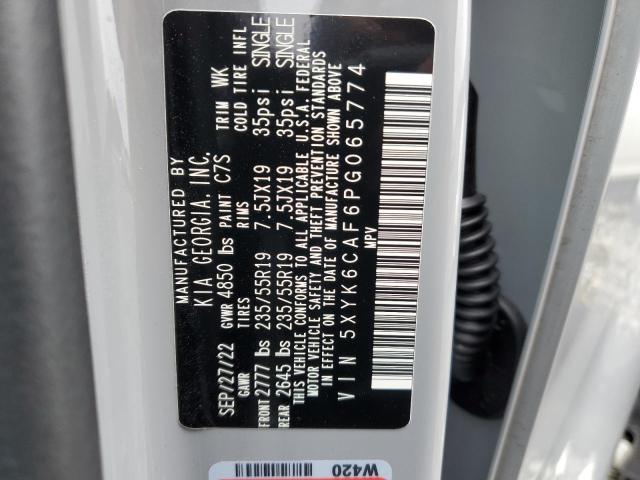 MANUFACTURED BY
KIA GEORGIA, INC.
SEP/27/22 GVWR 4850 lbs PAINT C7S TRIM WK
GAWR TIRES RIMS COLD TIRE INFL
FRONT 2777 lbs 235/55R19 7.5JX19 35psi SINGLE
REAR 2645 lbs 235/55R19 7.5JX19 35psi SINGLE
THIS VEHICLE CONFORMS TO ALL APPLICABLE U.S.A. FEDERAL
MOTOR VEHICLE SAFETY AND THEFT PREVENTION STANDARDS
IN EFFECT ON THE DATE OF MANUFACTURE SHOWN ABOVE
VIN 5XYK6CAF6PG065774
MPV
W420